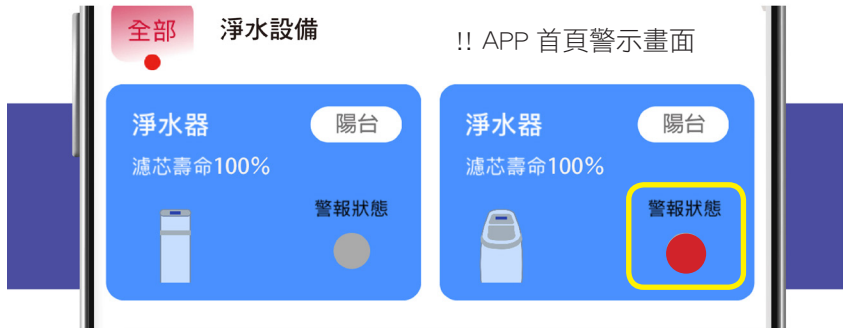 全部
淨水設備
!! APP 首頁警示畫面
淨水器
陽台
濾芯壽命100%
警報狀態
淨水器
陽台
濾芯壽命100%
警報狀態